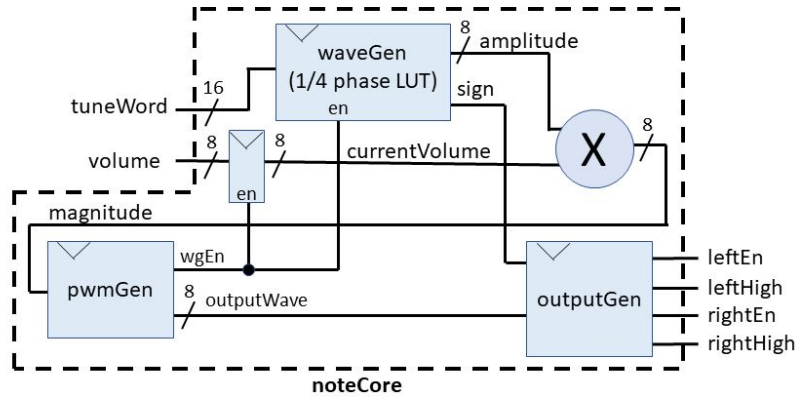 waveGen
(1/4 phase LUT)
en
8
amplitude
sign
tuneWord
16
volume
8
8
currentVolume
en
X
8
magnitude
pwmGen
wgEn
8
outputWave
outputGen
leftEn
leftHigh
rightEn
rightHigh
noteCore